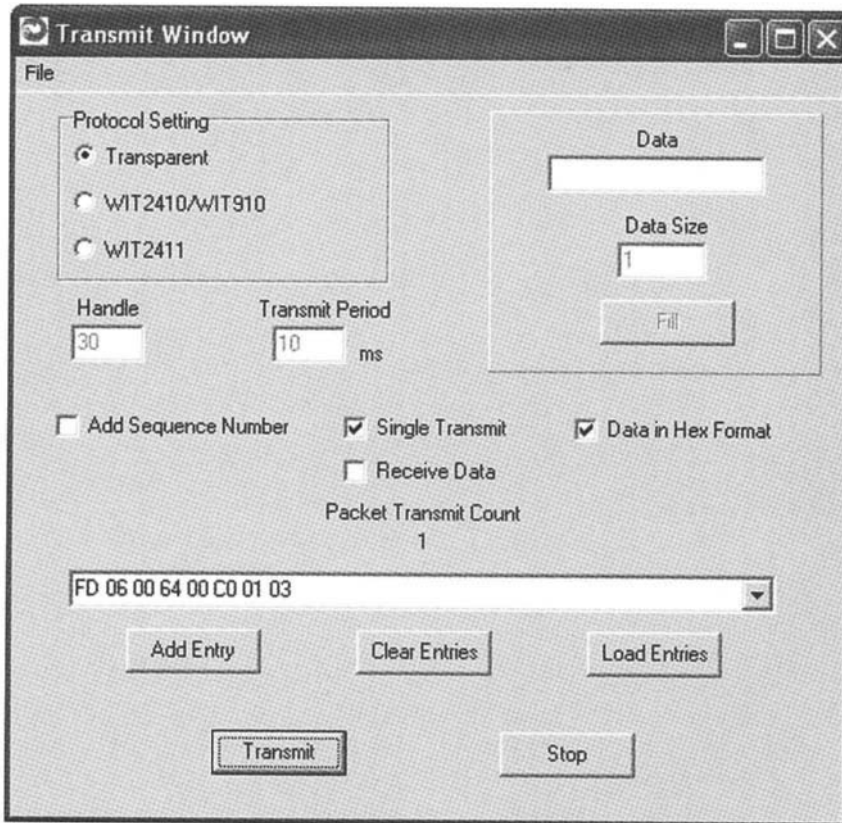 Transmit Window
File
Protocol Setting
Transparent
WIT2410/WIT910
WIT2411
Data
Data Size
1
Fill
Handle
30
Transmit Period
10 ms
Add Sequence Number
Single Transmit
Data in Hex Format
Receive Data
Packet Transmit Count
1
FD 06 00 64 00 C0 01 03
Add Entry
Clear Entries
Load Entries
Transmit
Stop